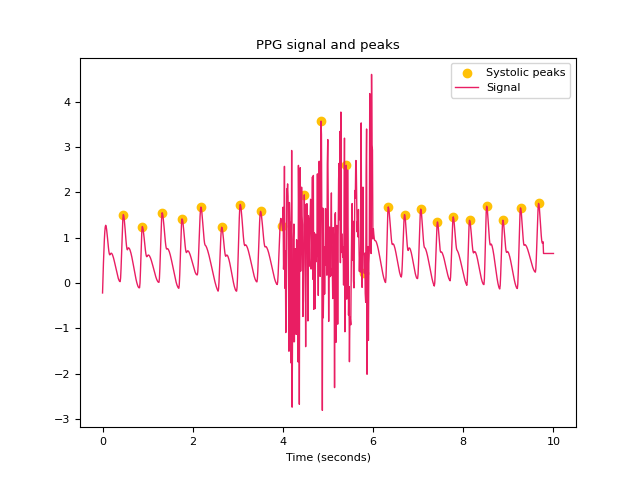 PPG signal and peaks
Systolic peaks
Signal
4
3
2
1
0
−1
−2
−3
0 2 4 6 8 10
Time (seconds)